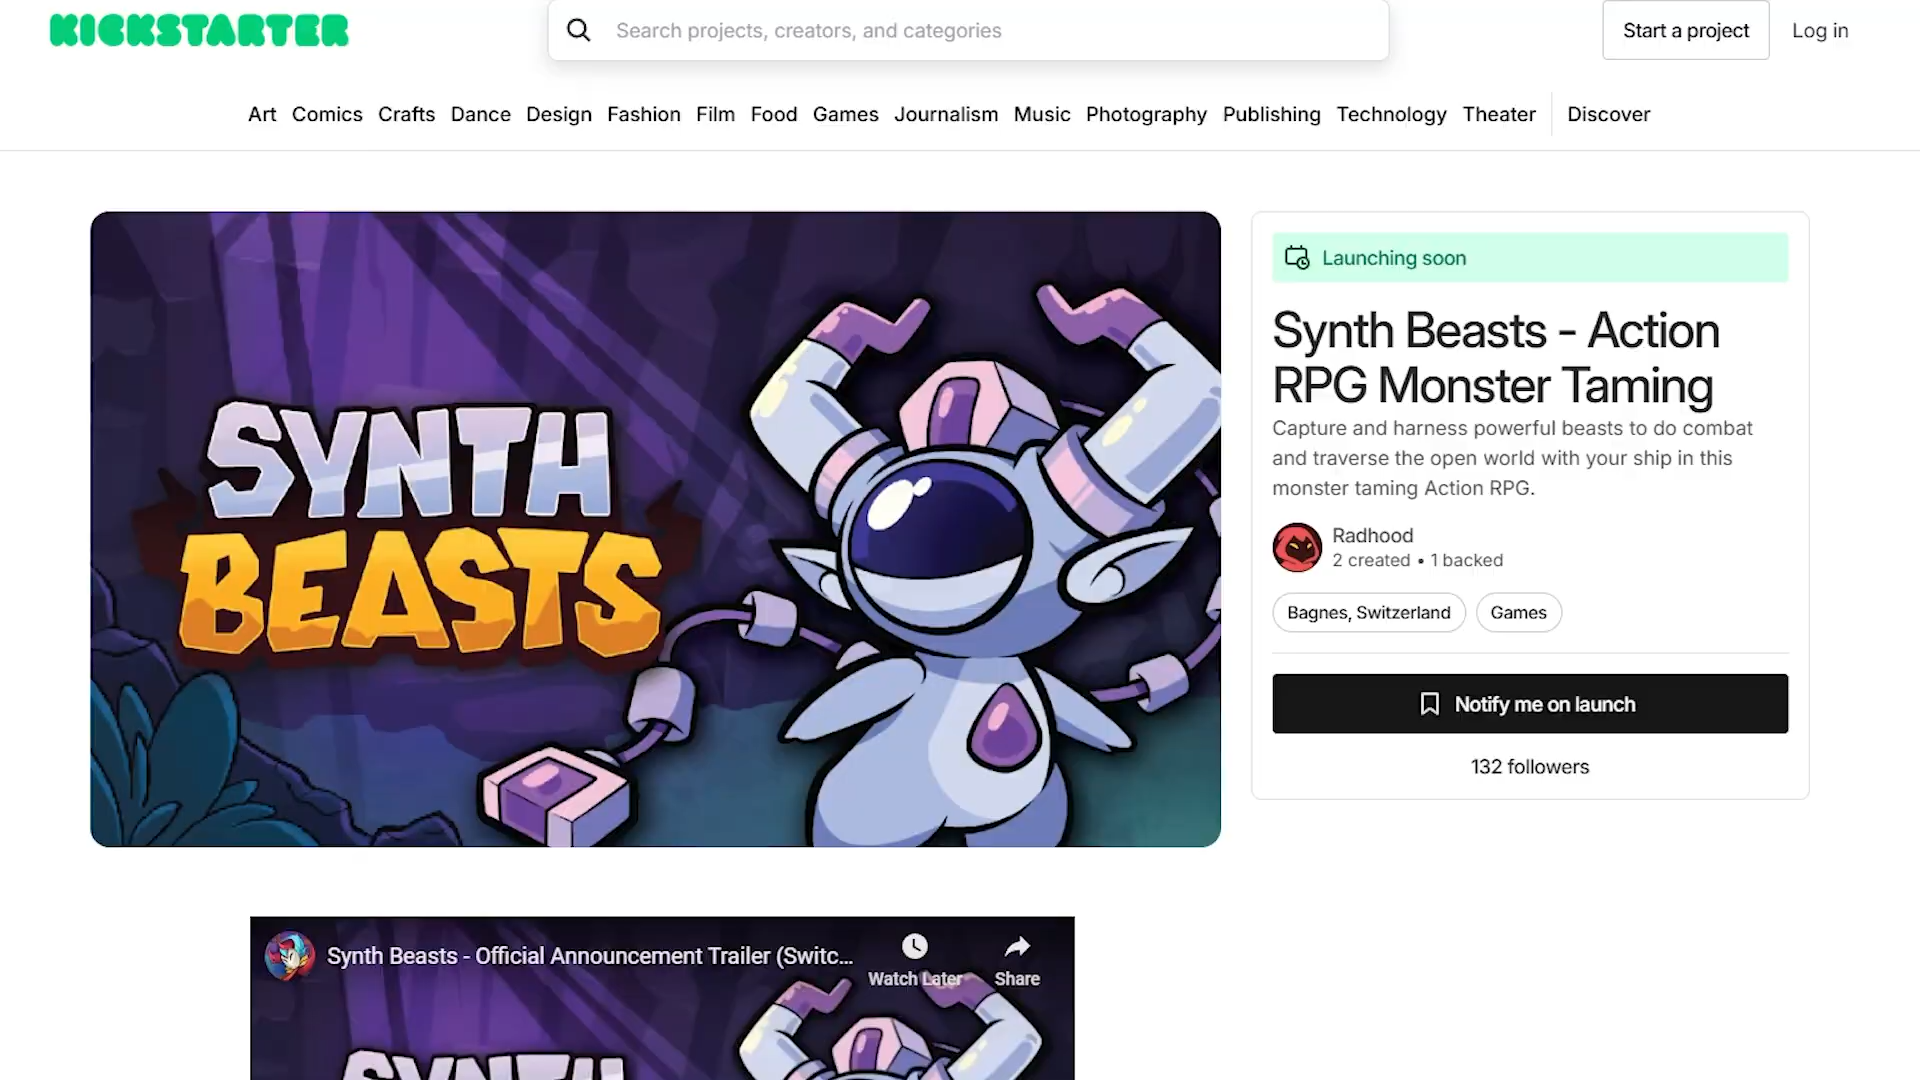 KICKSTARTER
Search projects, creators, and categories
Start a project
Log in
Art Comics Crafts Dance Design Fashion Film Food Games Journalism Music Photography Publishing Technology Theater Discover
SYNTH
BEASTS
Launching soon
Synth Beasts - Action
RPG Monster Taming
Capture and harness powerful beasts to do combat
and traverse the open world with your ship in this
monster taming Action RPG.
Radhood
2 created • 1 backed
Bagnes, Switzerland
Games
Notify me on launch
132 followers
Synth Beasts - Official Announcement Trailer (Switc...
Watch Later
Share
SYNTH